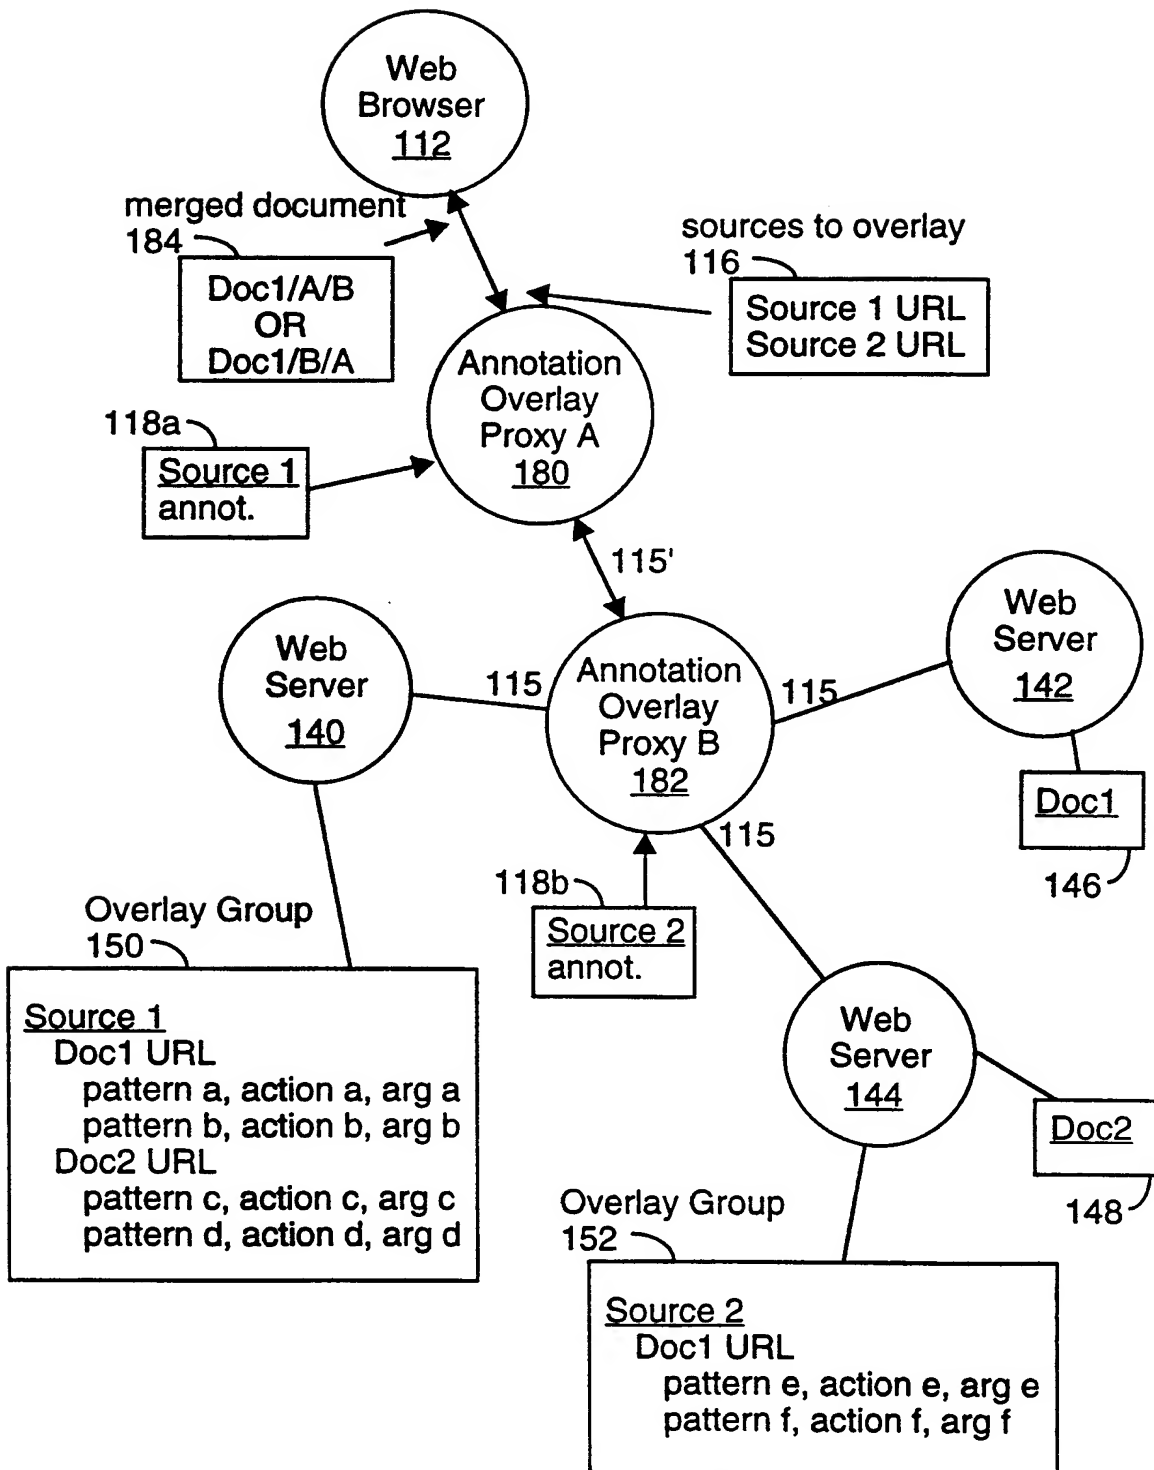 Web
Browser
112
merged document
184
Doc1/A/B
OR
Doc1/B/A
sources to overlay
116
Source 1 URL
Source 2 URL
Annotation
Overlay
Proxy A
180
118a
Source 1
annot.
115'
Web
Server
140
115
Annotation
Overlay
Proxy B
182
115
Web
Server
142
Doc1
146
115
118b
Source 2
annot.
Overlay Group
150
Source 1
Doc1 URL
pattern a, action a, arg a
pattern b, action b, arg b
Doc2 URL
pattern c, action c, arg c
pattern d, action d, arg d
Web
Server
144
Doc2
148
Overlay Group
152
Source 2
Doc1 URL
pattern e, action e, arg e
pattern f, action f, arg f